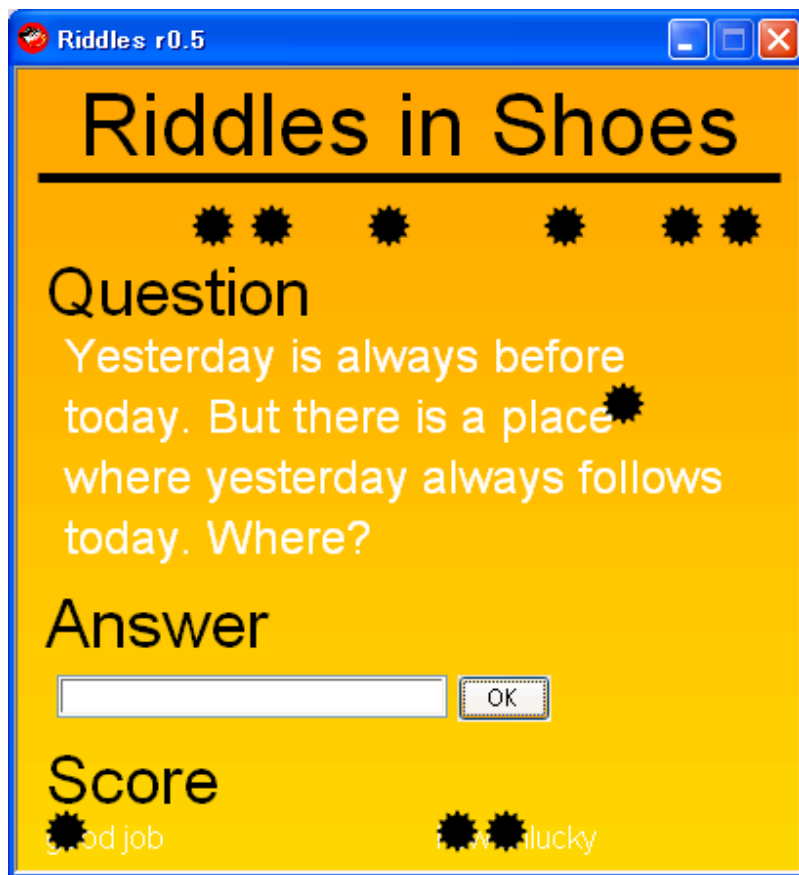 Riddles r0.5
Riddles in Shoes
Question
Yesterday is always before
today. But there is a place
where yesterday always follows
today. Where?
Answer
OK
Score
job